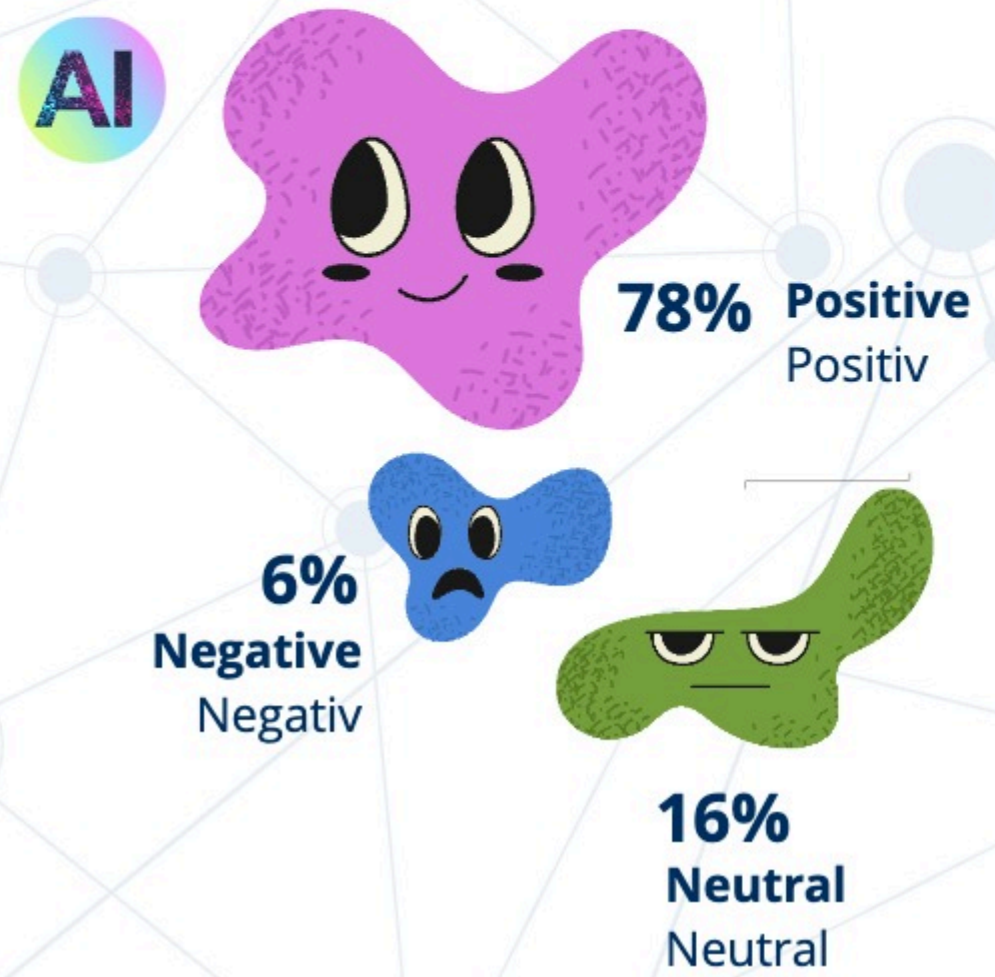 AI
78% Positive
Positiv
6%
Negative
Negativ
16%
Neutral
Neutral